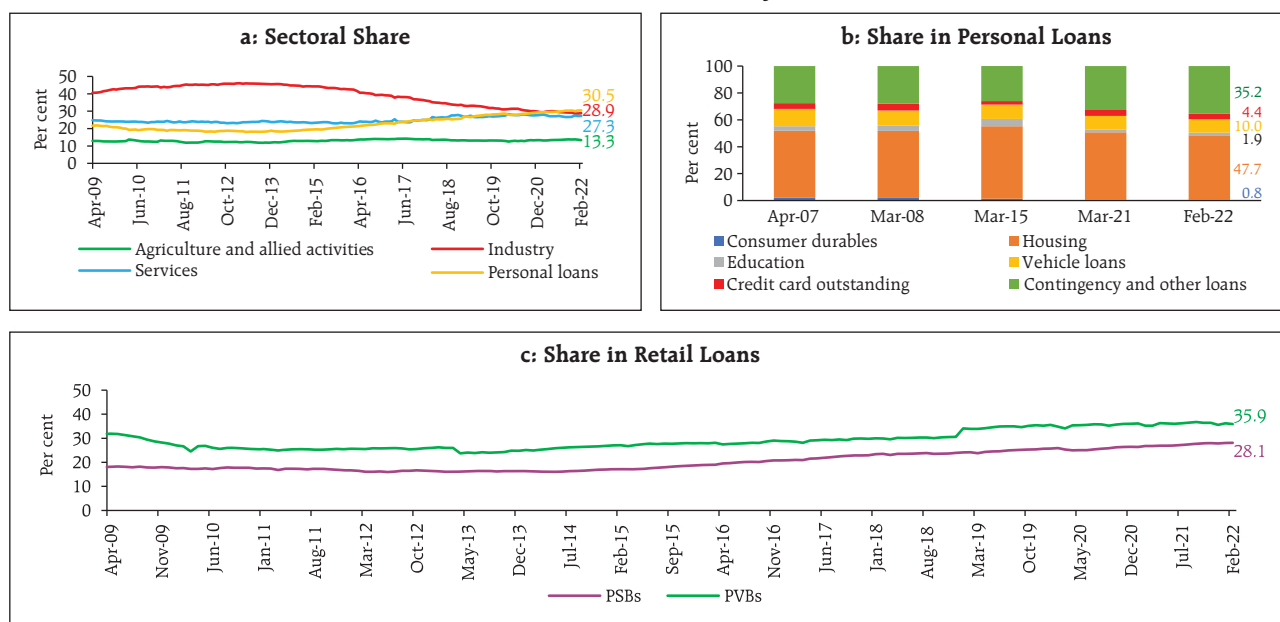 a: Sectoral Share
Per cent
50
40
30
20
10
0
30.5
28.9
27.3
13.3
Apr-09
Jun-10
Aug-11
Oct-12
Dec-13
Feb-15
Apr-16
Jun-17
Aug-18
Oct-19
Dec-20
Feb-22
Agriculture and allied activities
Industry
Services
Personal loans
b: Share in Personal Loans
Per cent
100
80
60
40
20
0
35.2
4.4
10.0
1.9
47.7
0.8
Apr-07
Mar-08
Mar-15
Mar-21
Feb-22
Consumer durables
Housing
Education
Vehicle loans
Credit card outstanding
Contingency and other loans
c: Share in Retail Loans
Per cent
50
40
30
20
10
0
35.9
28.1
Apr-09
Nov-09
Jun-10
Jan-11
Aug-11
Mar-12
Oct-12
May-13
Dec-13
Jul-14
Feb-15
Sep-15
Apr-16
Nov-16
Jun-17
Jan-18
Aug-18
Mar-19
Oct-19
May-20
Dec-20
Jul-21
Feb-22
PSBs
PVBs